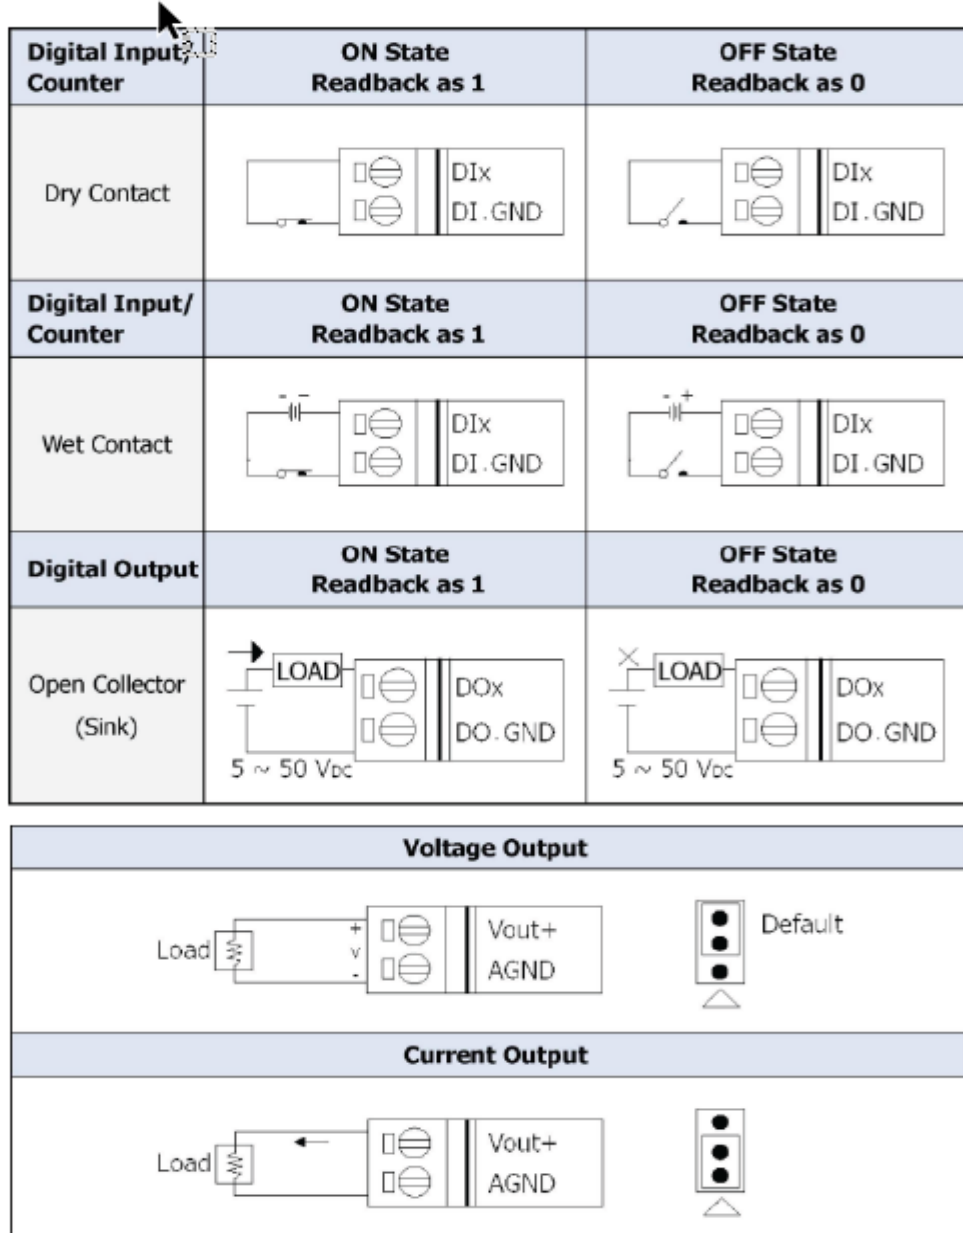 Digital Input/
Counter
ON State
Readback as 1
OFF State
Readback as 0
Dry Contact
DIx
DI.GND
DIx
DI.GND
Digital Input/
Counter
ON State
Readback as 1
OFF State
Readback as 0
Wet Contact
- -
DIx
DI.GND
- +
DIx
DI.GND
Digital Output
ON State
Readback as 1
OFF State
Readback as 0
Open Collector
(Sink)
LOAD
DOx
DO.GND
5 ~ 50 VDC
LOAD
DOx
DO.GND
5 ~ 50 VDC
Voltage Output
Load
+
v
-
Vout+
AGND
Default
Current Output
Load
Vout+
AGND